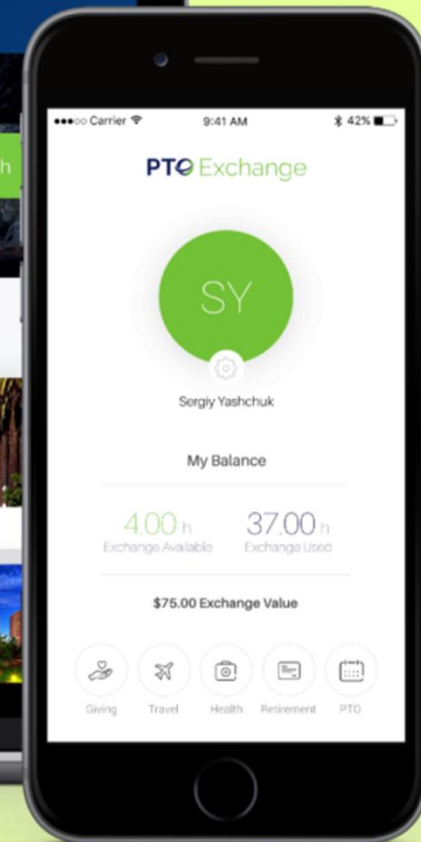 h
●●●○○ Carrier 9:41 AM 42%
PTO Exchange
SY
Sergiy Yashchuk
My Balance
4.00 h 37.00 h
Exchange Available Exchange Used
$75.00 Exchange Value
Giving Travel Health Retirement PTO